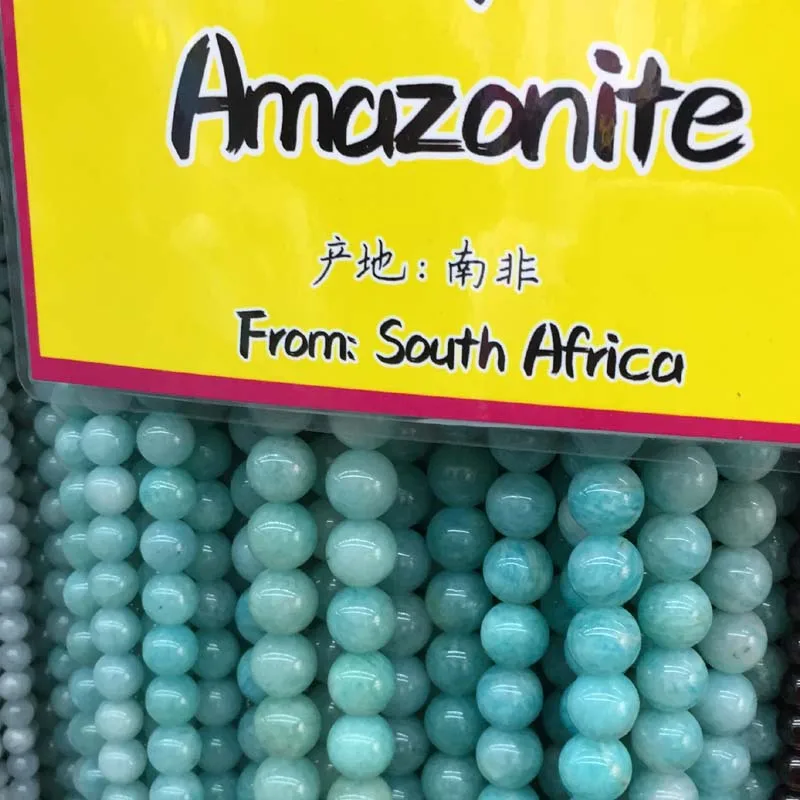 Amazonite
产地：南非
From: South Africa